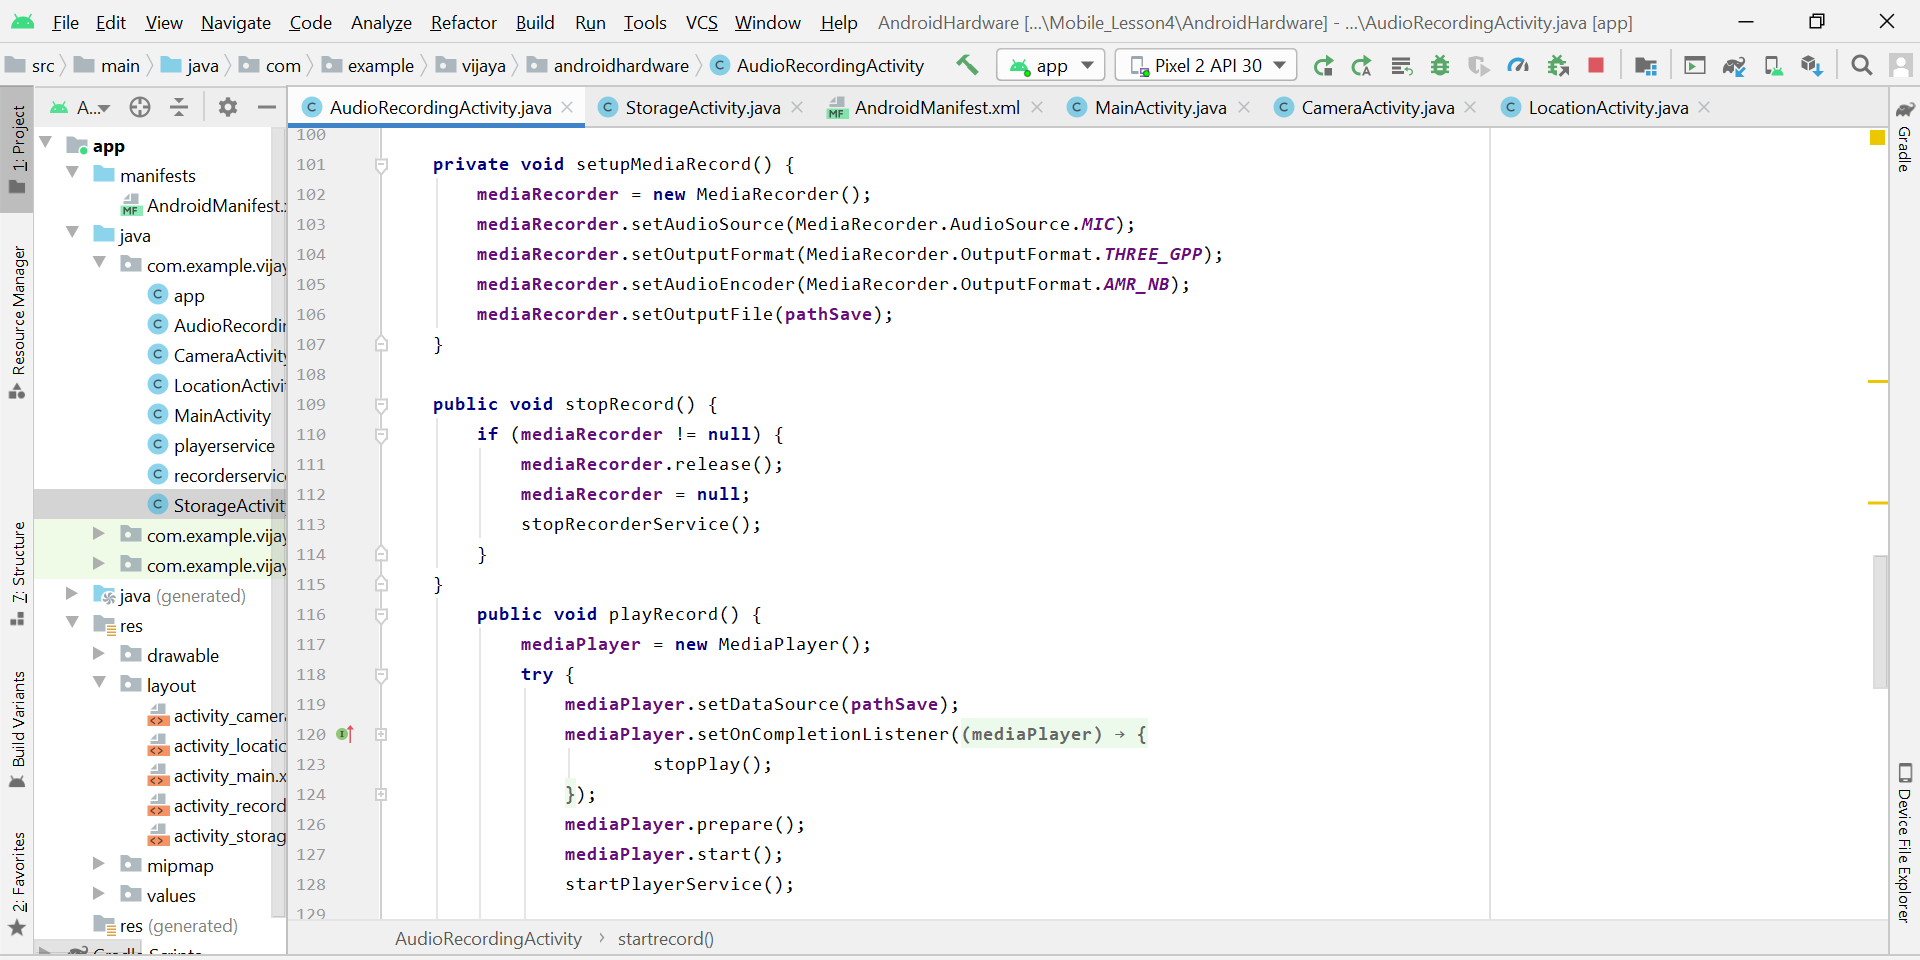 File Edit View Navigate Code Analyze Refactor Build Run Tools VCS Window Help AndroidHardware [...\Mobile_Lesson4\AndroidHardware] - ...\AudioRecordingActivity.java [app]
src main java com example vijaya androidhardware AudioRecordingActivity app Pixel 2 API 30
A... AudioRecordingActivity.java StorageActivity.java AndroidManifest.xml MainActivity.java CameraActivity.java LocationActivity.java
1: Project
Resource Manager
7: Structure
Build Variants
2: Favorites
app
manifests
AndroidManifest.
java
com.example.vijay
app
AudioRecordin
CameraActivity
LocationActivi
MainActivity
playerservice
recorderservic
StorageActivit
com.example.vijay
com.example.vijay
java (generated)
res
drawable
layout
activity_camera
activity_locatio
activity_main.x
activity_record
activity_storag
mipmap
values
res (generated)
100
101 private void setupMediaRecord() {
102 mediaRecorder = new MediaRecorder();
103 mediaRecorder.setAudioSource(MediaRecorder.AudioSource.MIC);
104 mediaRecorder.setOutputFormat(MediaRecorder.OutputFormat.THREE_GPP);
105 mediaRecorder.setAudioEncoder(MediaRecorder.OutputFormat.AMR_NB);
106 mediaRecorder.setOutputFile(pathSave);
107 }
108
109 public void stopRecord() {
110 if (mediaRecorder != null) {
111 mediaRecorder.release();
112 mediaRecorder = null;
113 stopRecorderService();
114 }
115 }
116 public void playRecord() {
117 mediaPlayer = new MediaPlayer();
118 try {
119 mediaPlayer.setDataSource(pathSave);
120 mediaPlayer.setOnCompletionListener((mediaPlayer) → {
123 stopPlay();
124 });
126 mediaPlayer.prepare();
127 mediaPlayer.start();
128 startPlayerService();
129
AudioRecordingActivity › startrecord()
Gradle
Device File Explorer